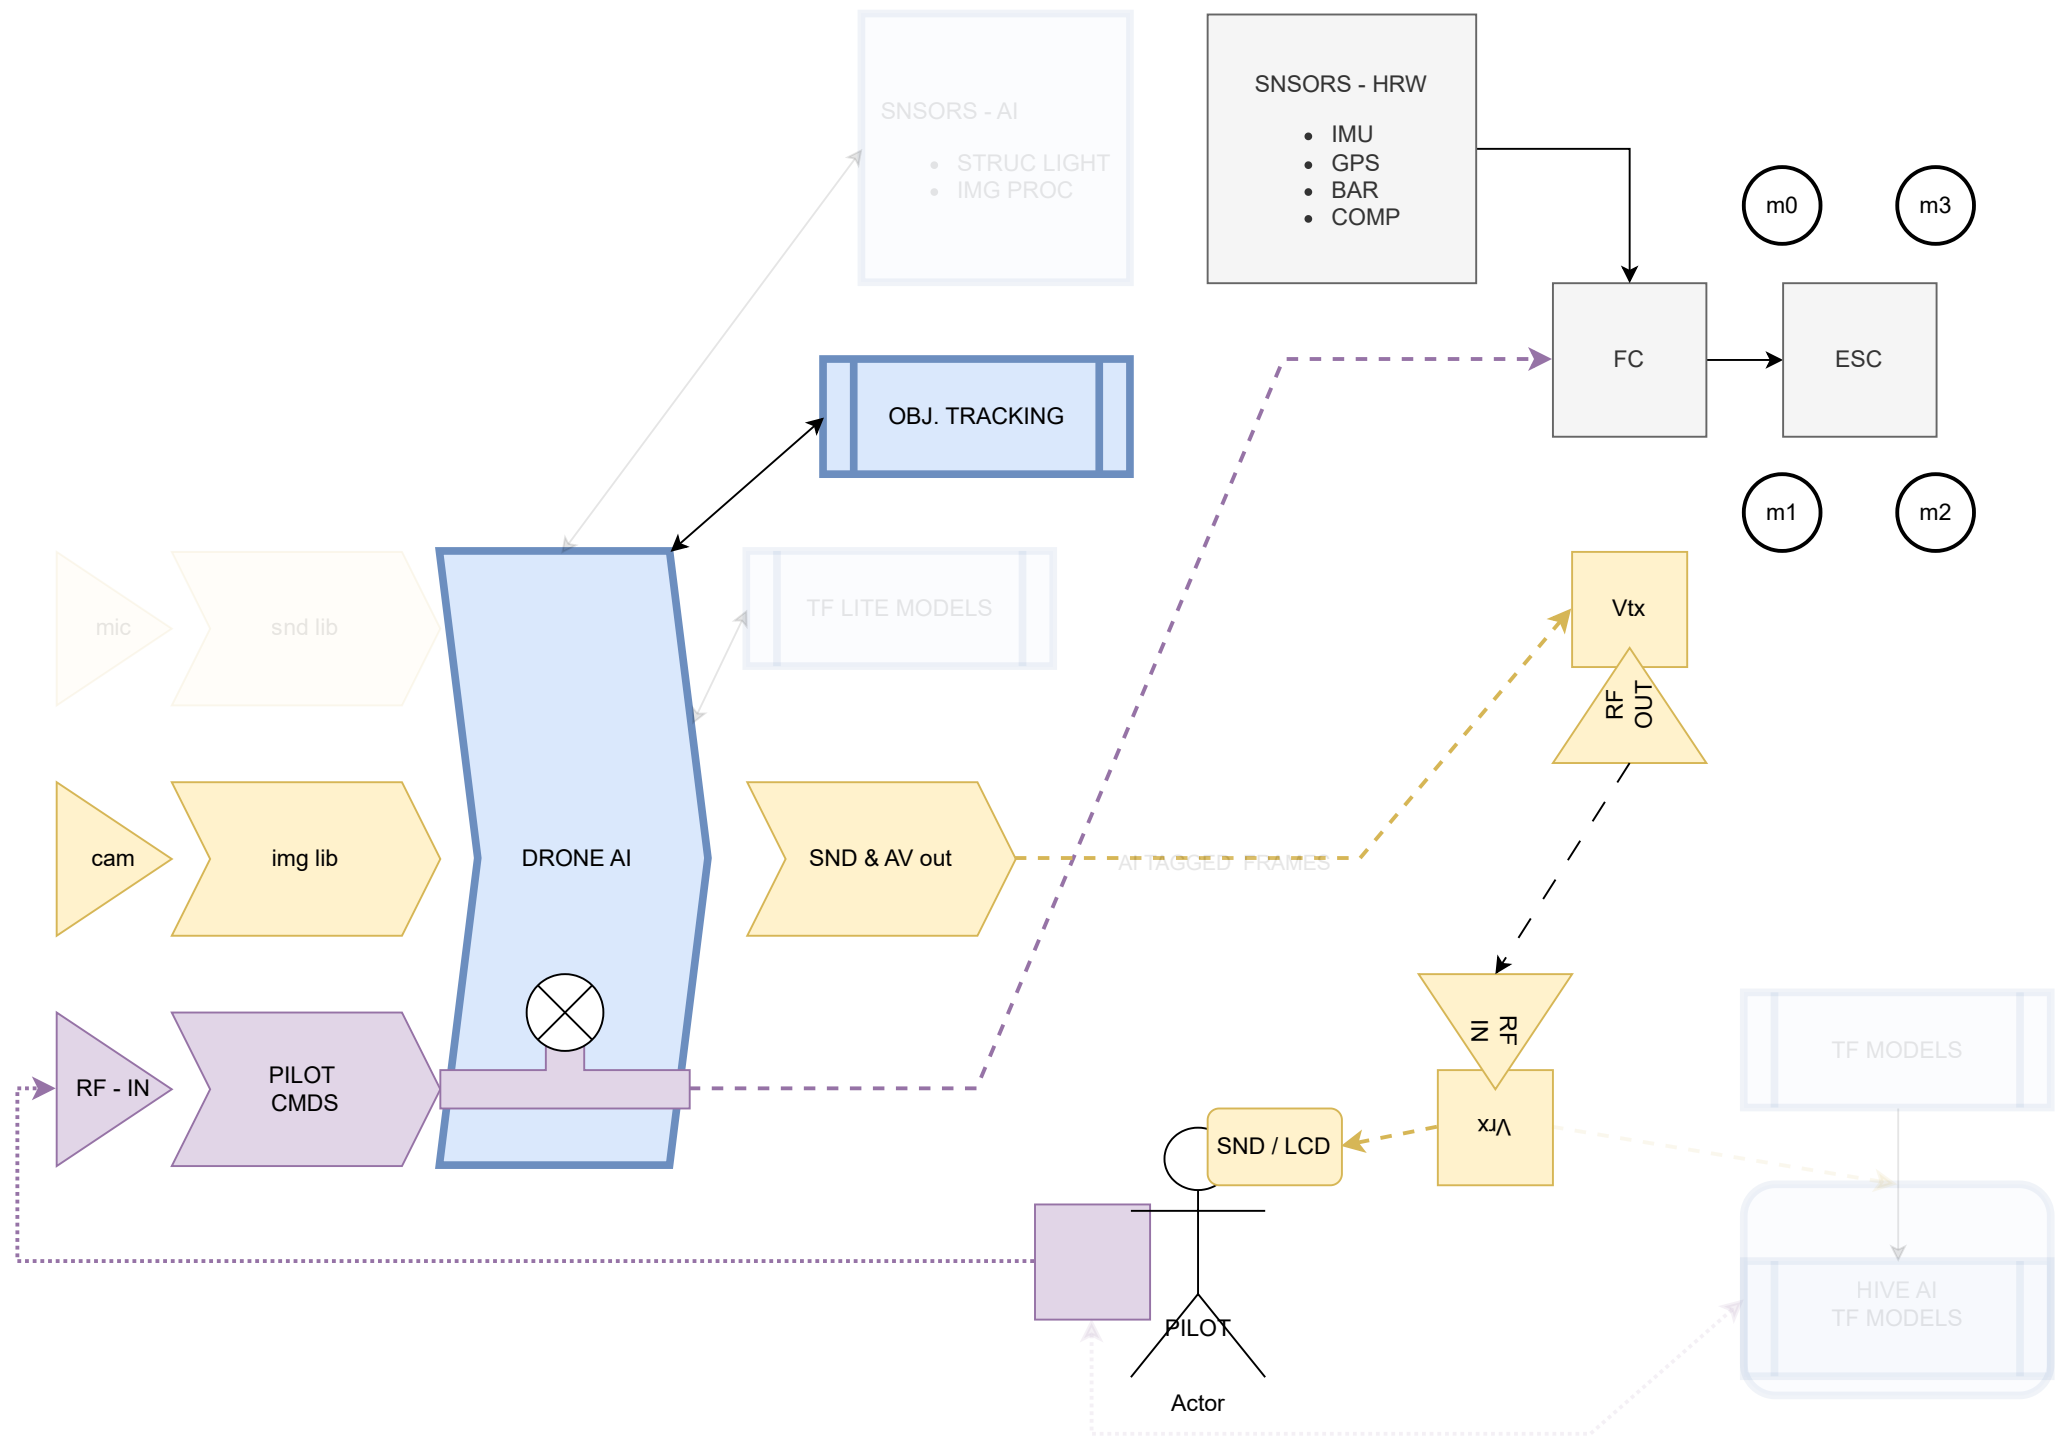 SNSORS - AI
STRUC LIGHT
IMG PROC
SNSORS - HRW
IMU
GPS
BAR
COMP
m0
m3
FC
ESC
OBJ. TRACKING
m1
m2
mic
snd lib
TF LITE MODELS
Vtx
RF
OUT
cam
img lib
DRONE AI
SND & AV out
AI TAGGED FRAMES
RF - IN
PILOT
CMDS
RF
IN
Vrx
SND / LCD
TF MODELS
HIVE AI
TF MODELS
PILOT
Actor